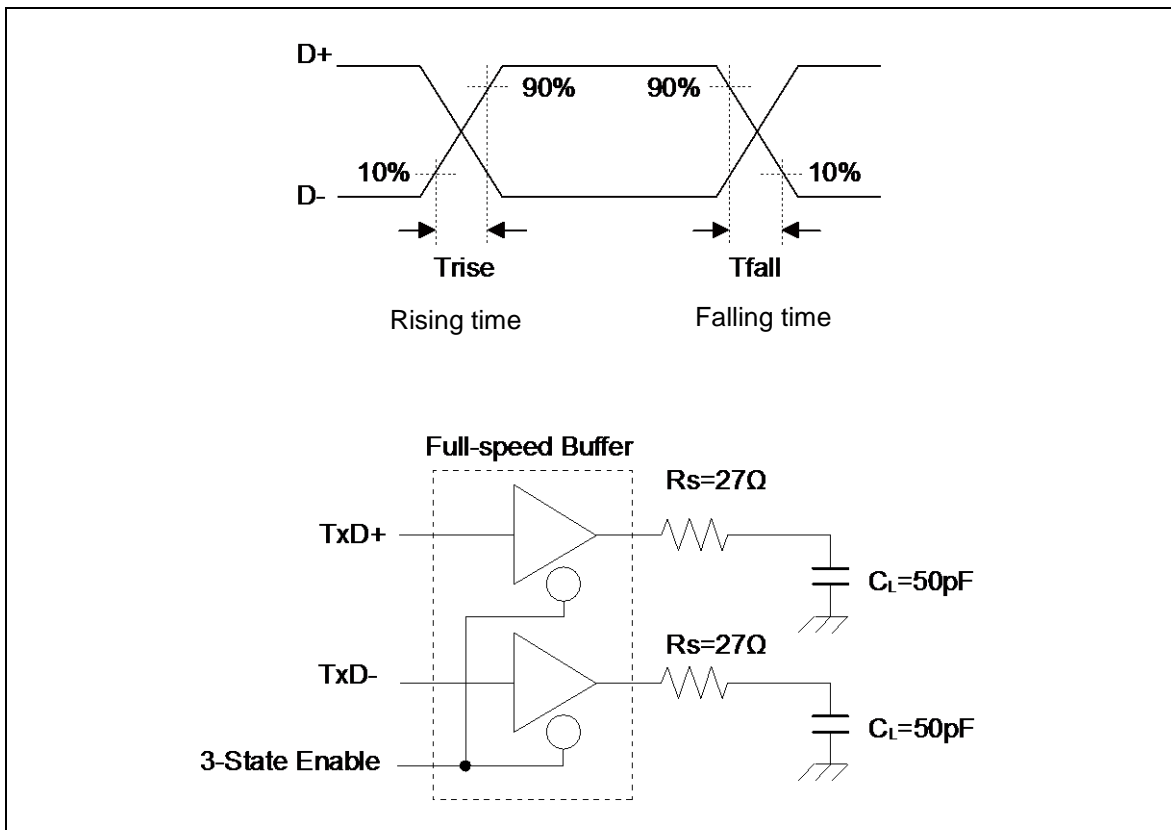 D+
90%
90%
10%
10%
D-
Trise
Tfall
Rising time
Falling time
Full-speed Buffer
Rs=27Ω
TxD+
CL=50pF
Rs=27Ω
TxD-
CL=50pF
3-State Enable